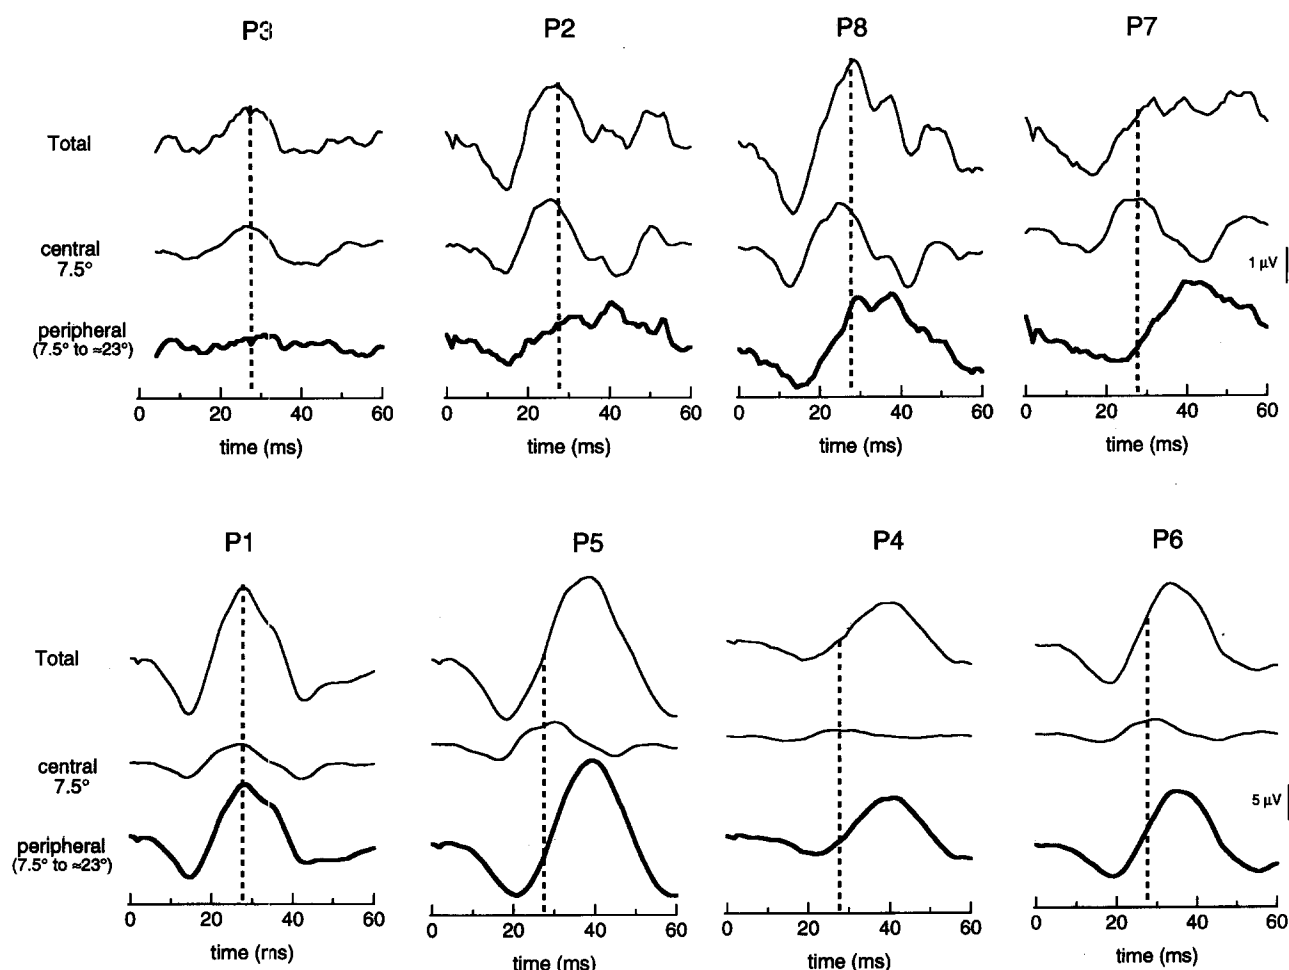 P3 P2 P8 P7
Total
central
7.5°
1 µV
peripheral
(7.5° to ≈23°)
0 20 40 60 0 20 40 60 0 20 40 60 0 20 40 60
time (ms) time (ms) time (ms) time (ms)
P1 P5 P4 P6
Total
central
7.5°
5 µV
peripheral
(7.5° to ≈23°)
0 20 40 60 0 20 40 60 0 20 40 60 0 20 40 60
time (ms) time (ms) time (ms) time (ms)